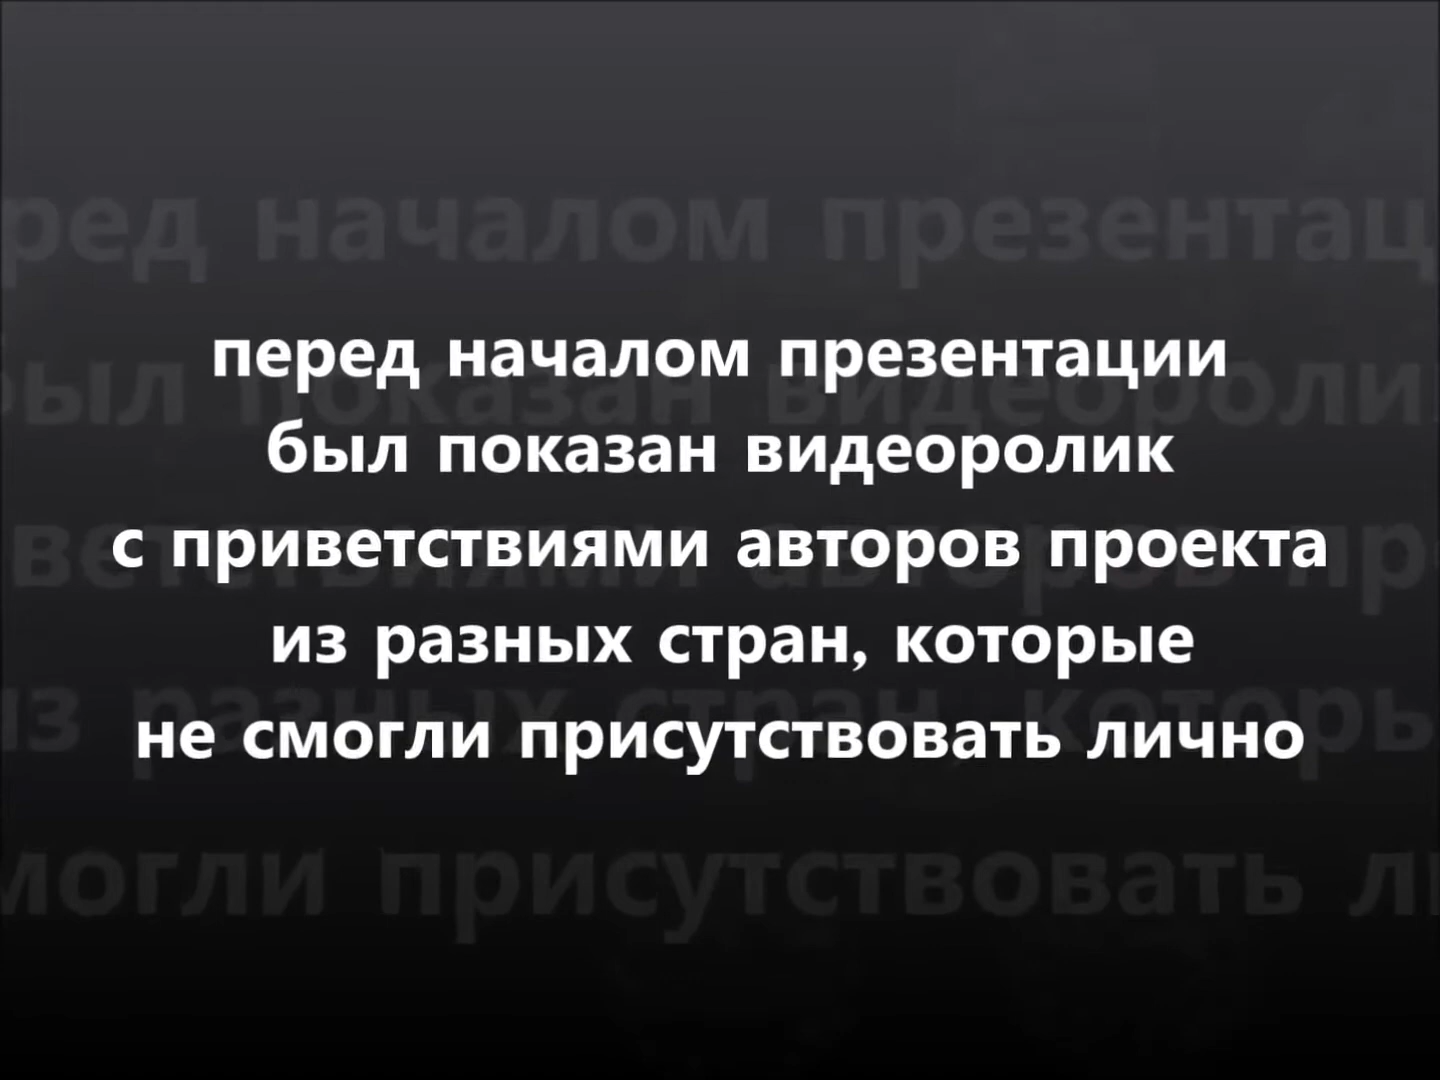 перед началом презентации
был показан видеоролик
с приветствиями авторов проекта
из разных стран, которые
не смогли присутствовать лично